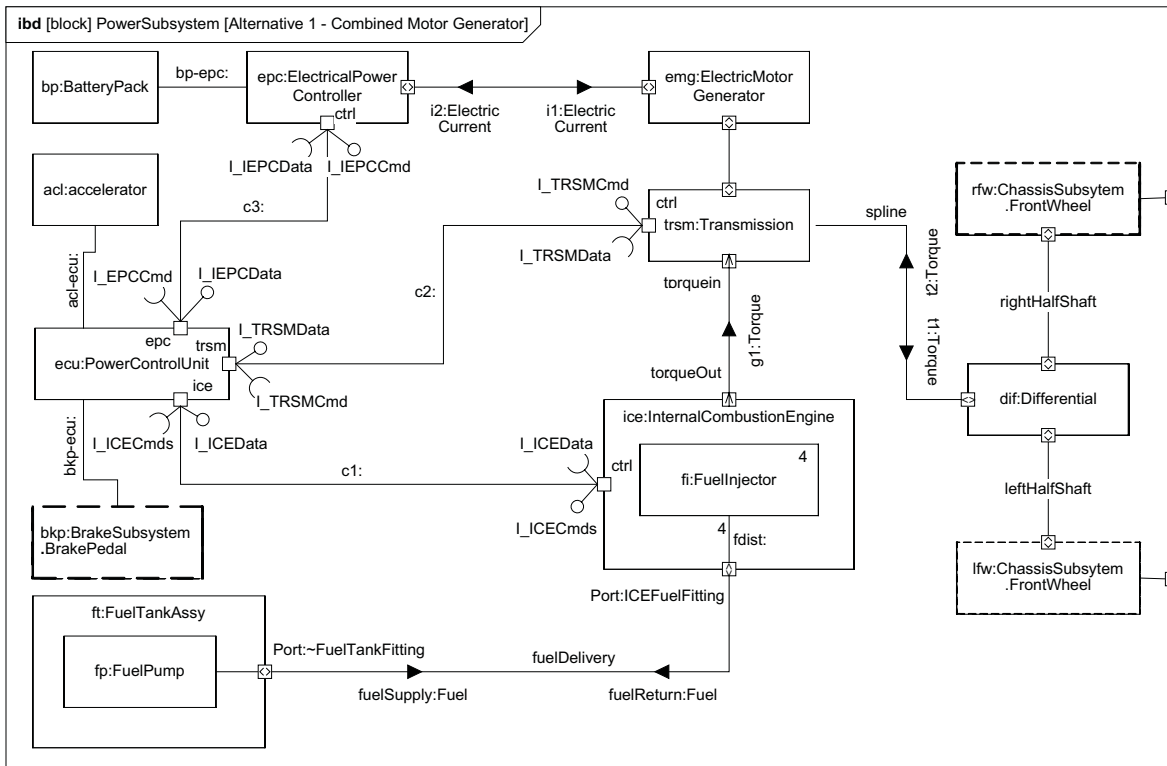 ibd [block] PowerSubsystem [Alternative 1 - Combined Motor Generator]
bp:BatteryPack
bp-epc:
epc:ElectricalPower
Controller
ctrl
i2:Electric
Current
i1:Electric
Current
emg:ElectricMotor
Generator
I_IEPCData
I_IEPCCmd
acl:accelerator
c3:
I_TRSMCmd
ctrl
trsm:Transmission
I_TRSMData
torquein
spline
rfw:ChassisSubsytem
.FrontWheel
acl-ecu:
I_EPCCmd
I_IEPCData
c2:
t2:Torque
t1:Torque
rightHalfShaft
epc
trsm
ecu:PowerControlUnit
ice
I_TRSMData
I_TRSMCmd
g1:Torque
torqueOut
dif:Differential
bkp-ecu:
I_ICECmds
I_ICEData
c1:
ice:InternalCombustionEngine
I_ICEData
ctrl
I_ICECmds
4
fi:FuelInjector
4
fdist:
leftHalfShaft
bkp:BrakeSubsystem
.BrakePedal
lfw:ChassisSubsytem
.FrontWheel
Port:ICEFuelFitting
ft:FuelTankAssy
fp:FuelPump
Port:~FuelTankFitting
fuelDelivery
fuelSupply:Fuel
fuelReturn:Fuel